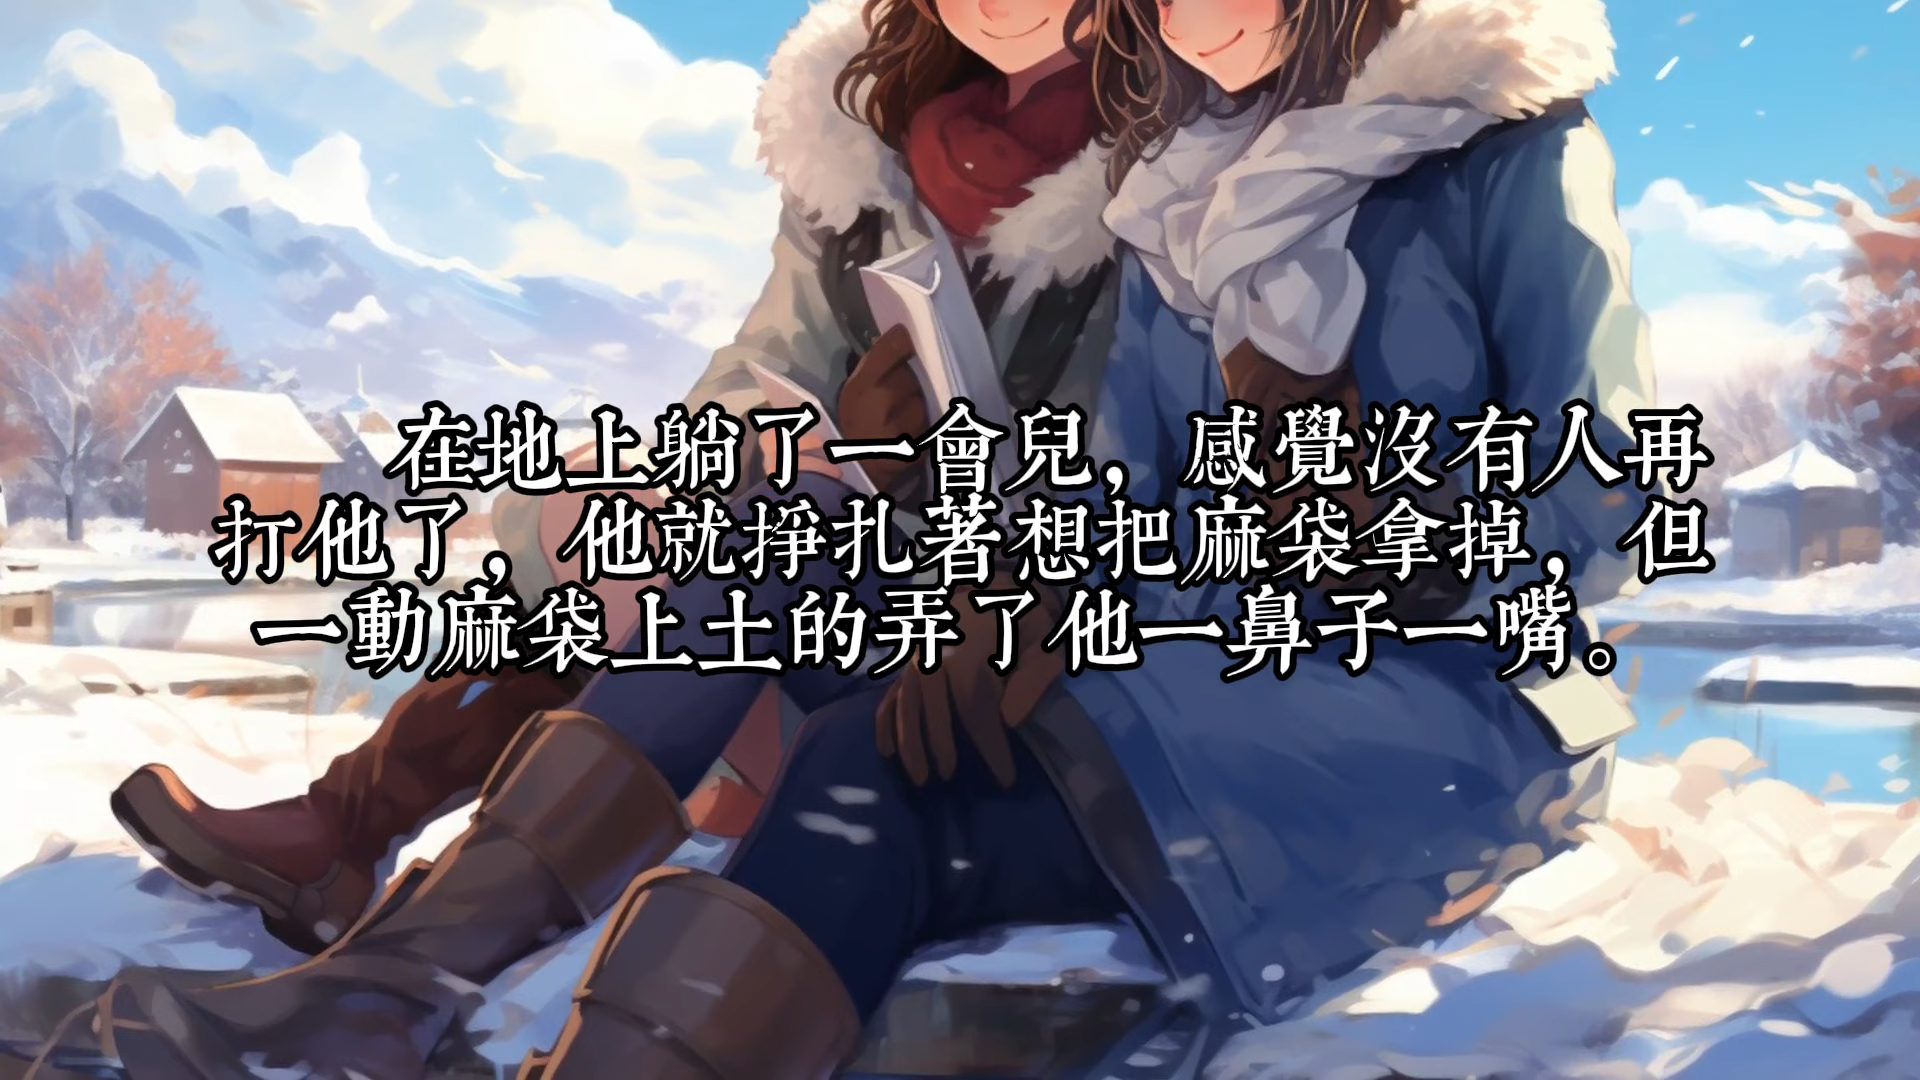 在地上躺了一會兒，感覺沒有人再
打他了，他就掙扎著想把麻袋拿掉，但
一動麻袋上土的弄了他一鼻子一嘴。